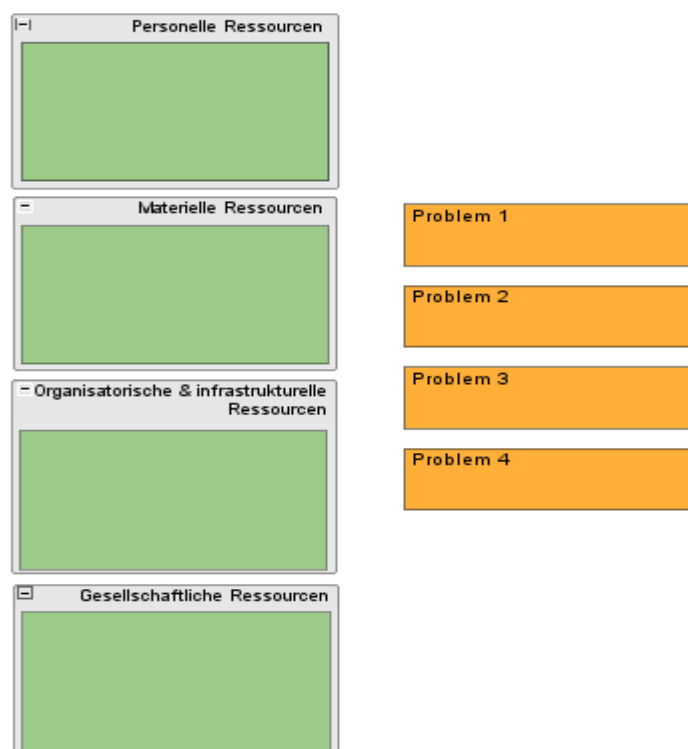 Personelle Ressourcen
Materielle Ressourcen
Organisatorische & infrastrukturelle
Ressourcen
Gesellschaftliche Ressourcen
Problem 1
Problem 2
Problem 3
Problem 4